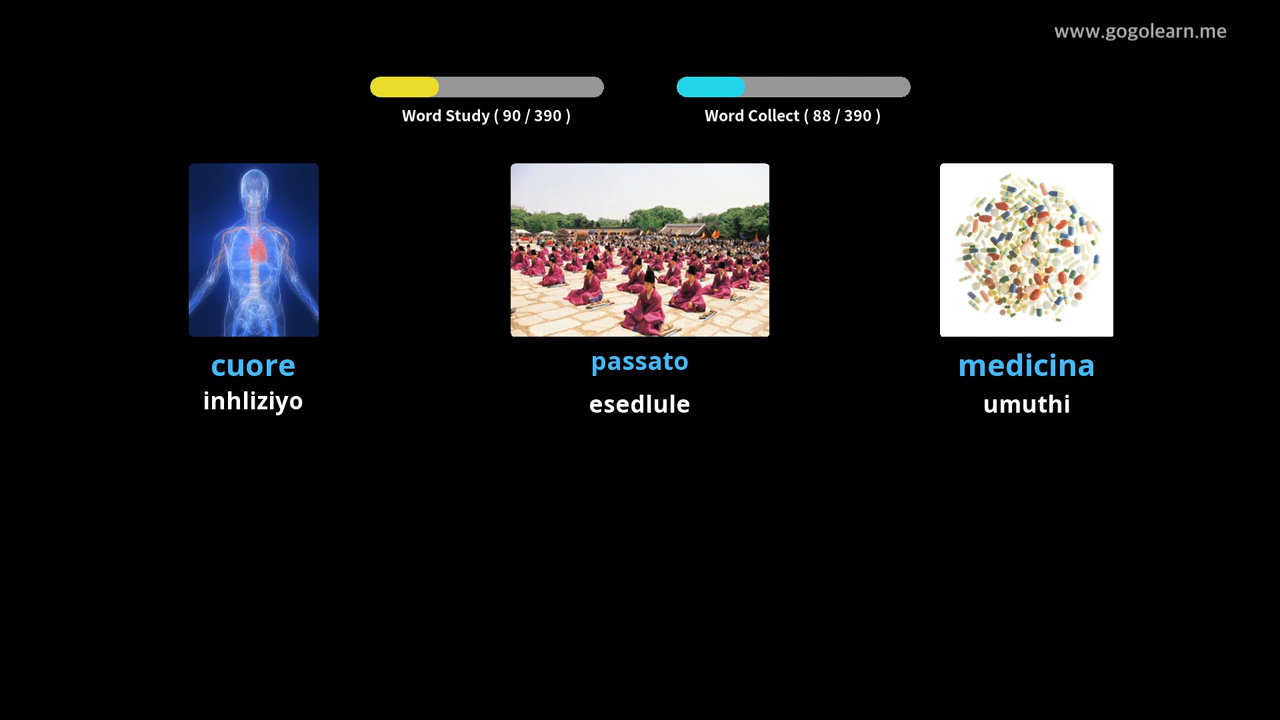 www.gogolearn.me
Word Study ( 90 / 390 )
Word Collect ( 88 / 390 )
cuore
inhliziyo
passato
esedlule
medicina
umuthi